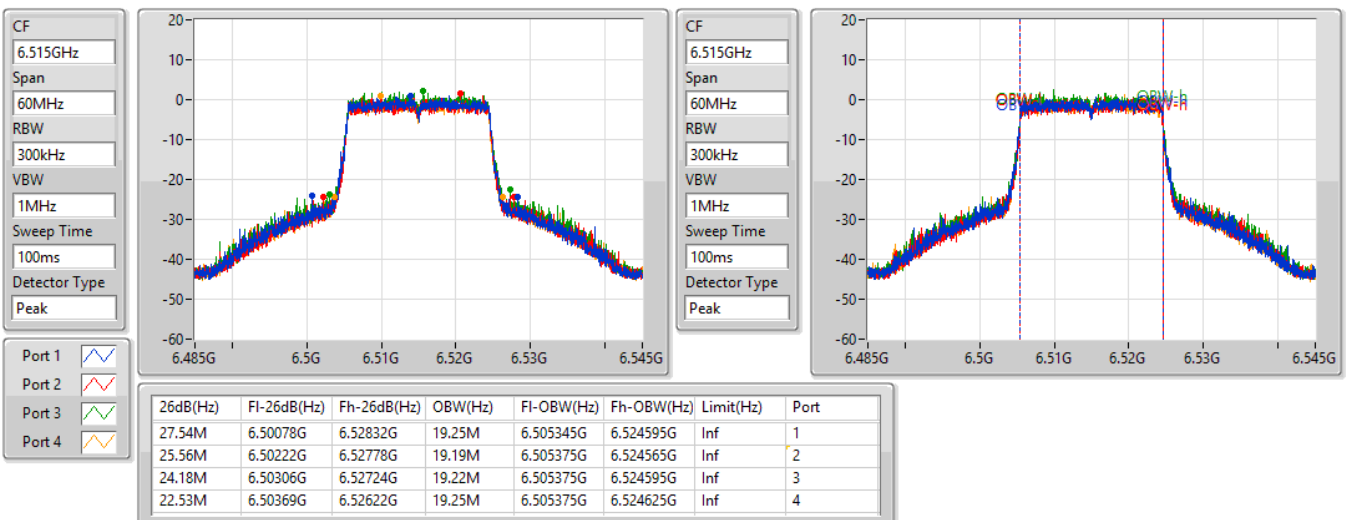 CF
6.515GHz
Span
60MHz
RBW
300kHz
VBW
1MHz
Sweep Time
100ms
Detector Type
Peak
20
10
0
-10
-20
-30
-40
-50
-60
6.485G 6.5G 6.51G 6.52G 6.53G 6.545G
CF
6.515GHz
Span
60MHz
RBW
300kHz
VBW
1MHz
Sweep Time
100ms
Detector Type
Peak
20
10
0
-10
-20
-30
-40
-50
-60
OBW-h
6.485G 6.5G 6.51G 6.52G 6.53G 6.545G
Port 1
Port 2
Port 3
Port 4
26dB(Hz) Fl-26dB(Hz) Fh-26dB(Hz) OBW(Hz) Fl-OBW(Hz) Fh-OBW(Hz) Limit(Hz) Port
27.54M 6.50078G 6.52832G 19.25M 6.505345G 6.524595G Inf 1
25.56M 6.50222G 6.52778G 19.19M 6.505375G 6.524565G Inf 2
24.18M 6.50306G 6.52724G 19.22M 6.505375G 6.524595G Inf 3
22.53M 6.50369G 6.52622G 19.25M 6.505375G 6.524625G Inf 4